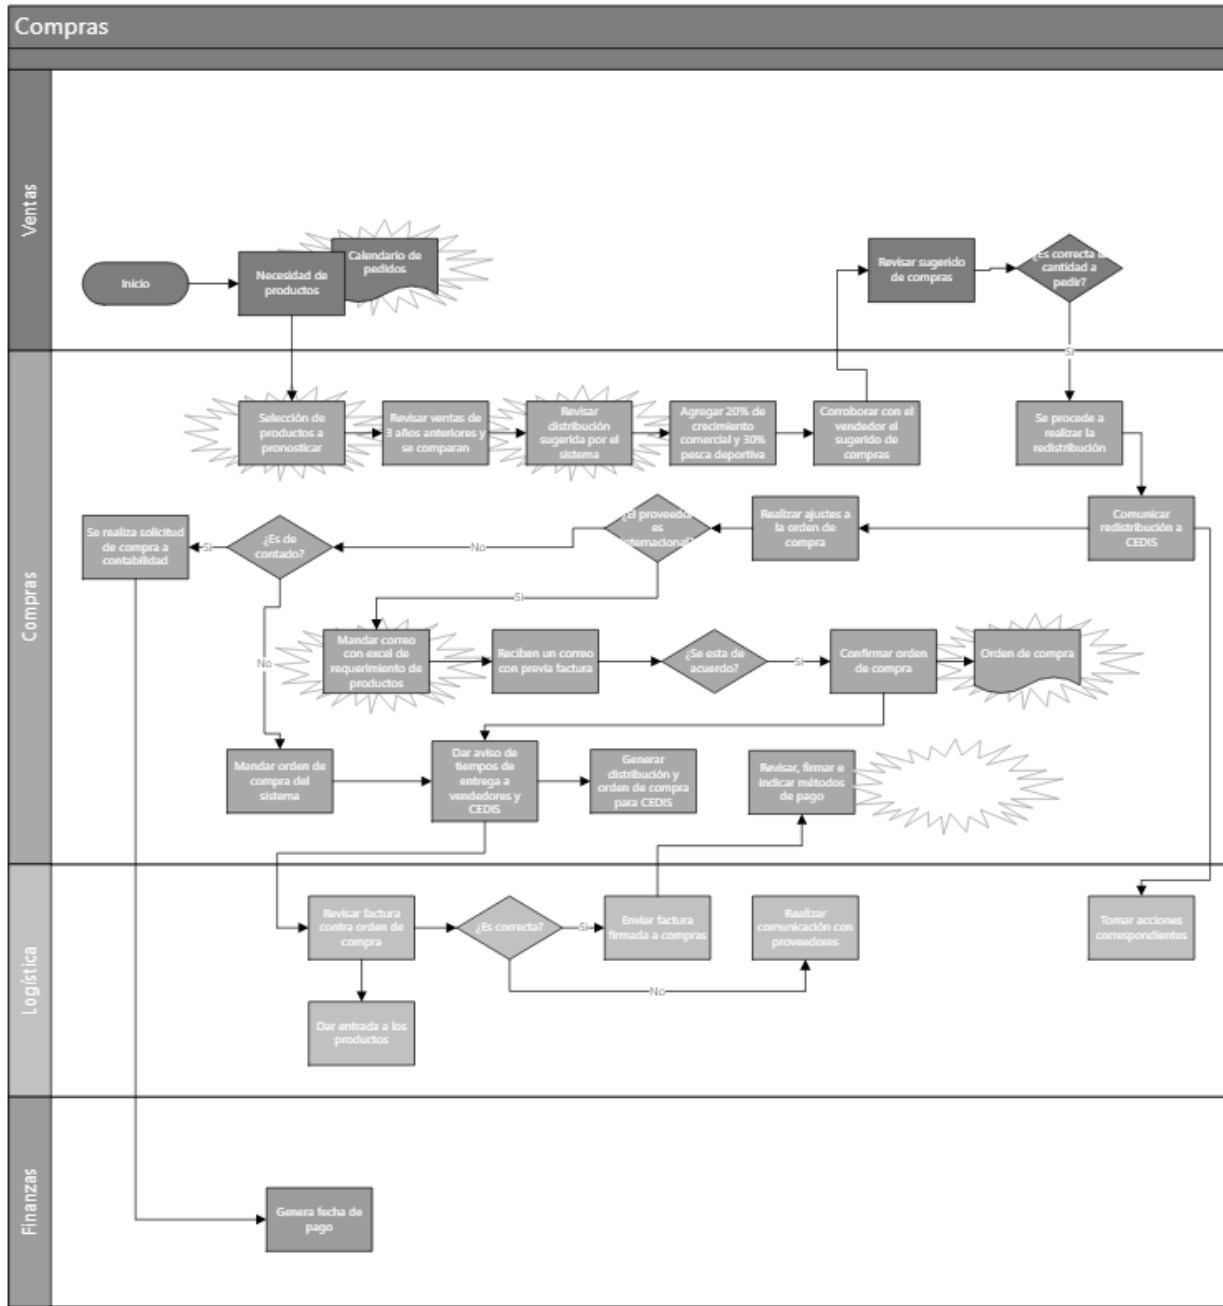 Compras
Ventas
Inicio
Necesidad de
productos
Calendario de
pedidos
Revisar sugerido
de compras
¿Es correcta la
cantidad a
pedir?
Si
Compras
Selección de
productos a
pronosticar
Revisar ventas de
3 años anteriores y
se comparan
Revisar
distribución
sugerida por el
sistema
Agregar 20% de
crecimiento
comercial y 30%
pesca deportiva
Corroborar con el
vendedor el
sugerido de
compras
Se procede a
realizar la
redistribución
Se realiza solicitud
de compra a
contabilidad
Si
¿Es de
contado?
No
¿El proveedor
es
internacional?
Realizar ajustes a
la orden de
compra
Comunicar
redistribución a
CEDIS
Si
No
Mandar correo
con excel de
requerimiento de
productos
Reciben un correo
con previa factura
¿Se esta de
acuerdo?
Si
Confirmar orden
de compra
Orden de compra
Mandar orden de
compra del
sistema
Dar aviso de
tiempos de
entrega a
vendedores y
CEDIS
Generar
distribución y
orden de compra
para CEDIS
Revisar, firmar e
indicar métodos
de pago
Logística
Revisar factura
contra orden de
compra
¿Es correcta?
Si
Enviar factura
firmada a compras
Realizar
comunicación con
proveedores
Tomar acciones
correspondientes
No
Dar entrada a los
productos
Finanzas
Genera fecha de
pago